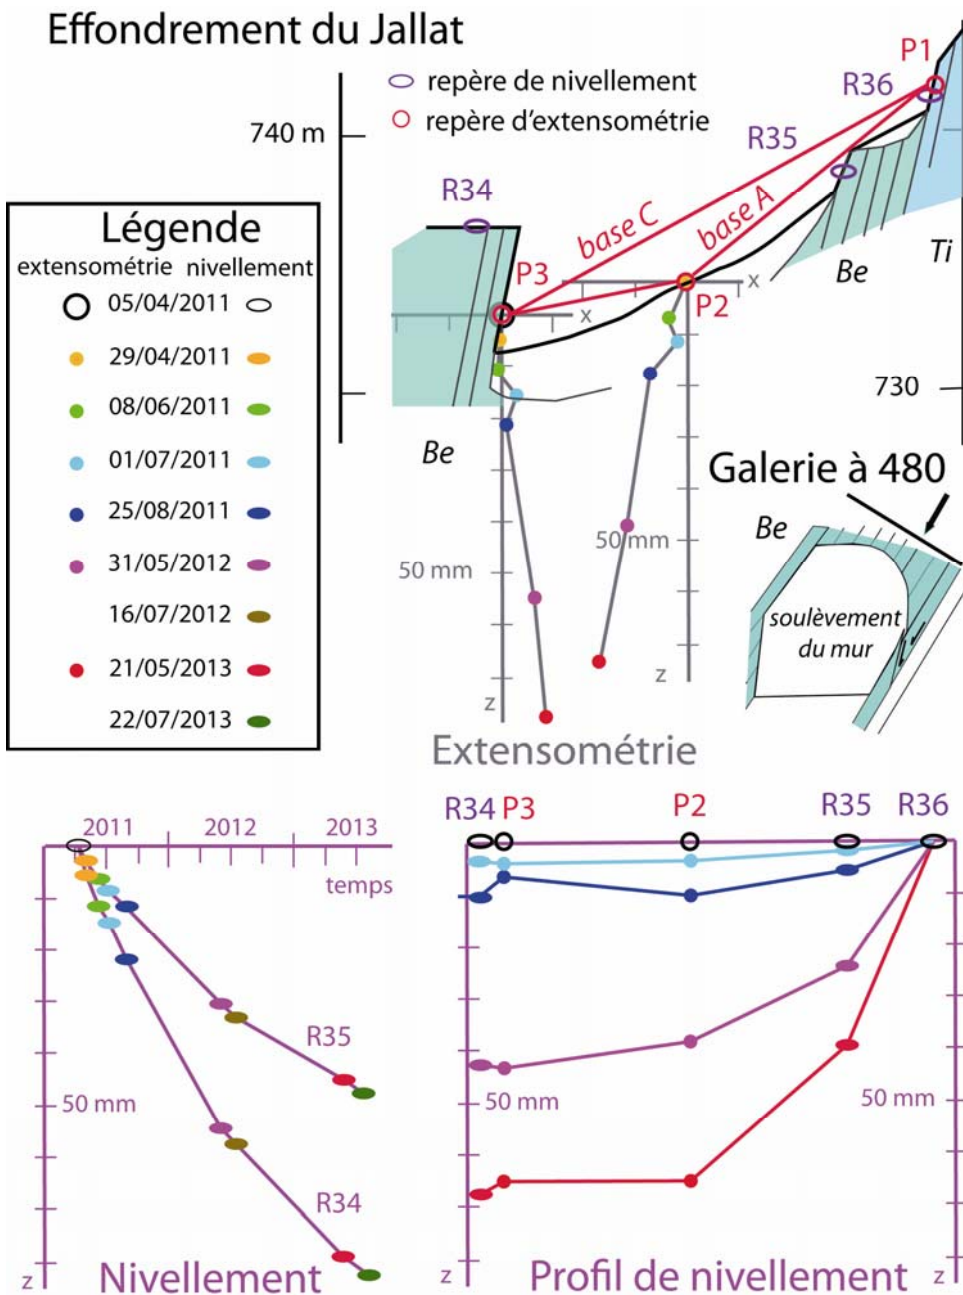 Effondrement du Jallat
P1
R36
repère de nivellement
repère d'extensométrie
740 m
R35
R34
base C
base A
Légende
extensométrie nivellement
05/04/2011
29/04/2011
08/06/2011
01/07/2011
25/08/2011
31/05/2012
16/07/2012
21/05/2013
22/07/2013
P3
x
P2
x
Be
Ti
730
Be
50 mm
50 mm
z
z
Galerie à 480
Be
soulèvement
du mur
Extensométrie
2011 2012 2013
temps
R35
50 mm
R34
z
Nivellement
R34 P3 P2 R35 R36
50 mm
50 mm
z
z
Profil de nivellement